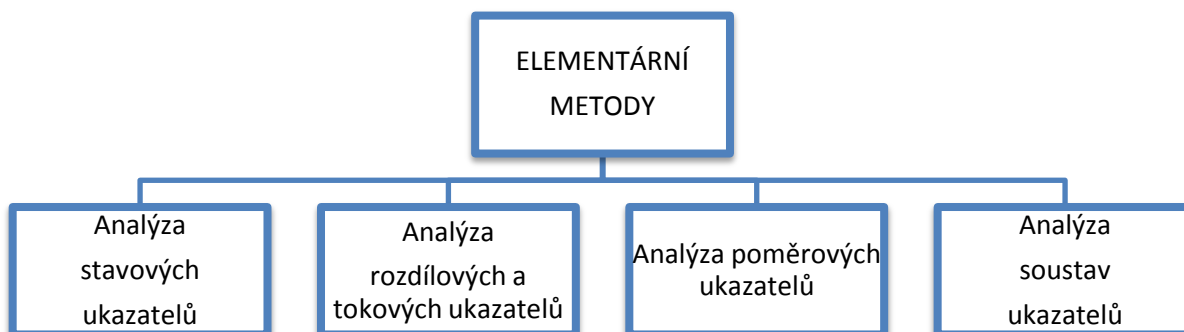 ELEMENTÁRNÍ
METODY
Analýza
stavových
ukazatelů
Analýza
rozdílových a
tokových ukazatelů
Analýza poměrových
ukazatelů
Analýza
soustav
ukazatelů